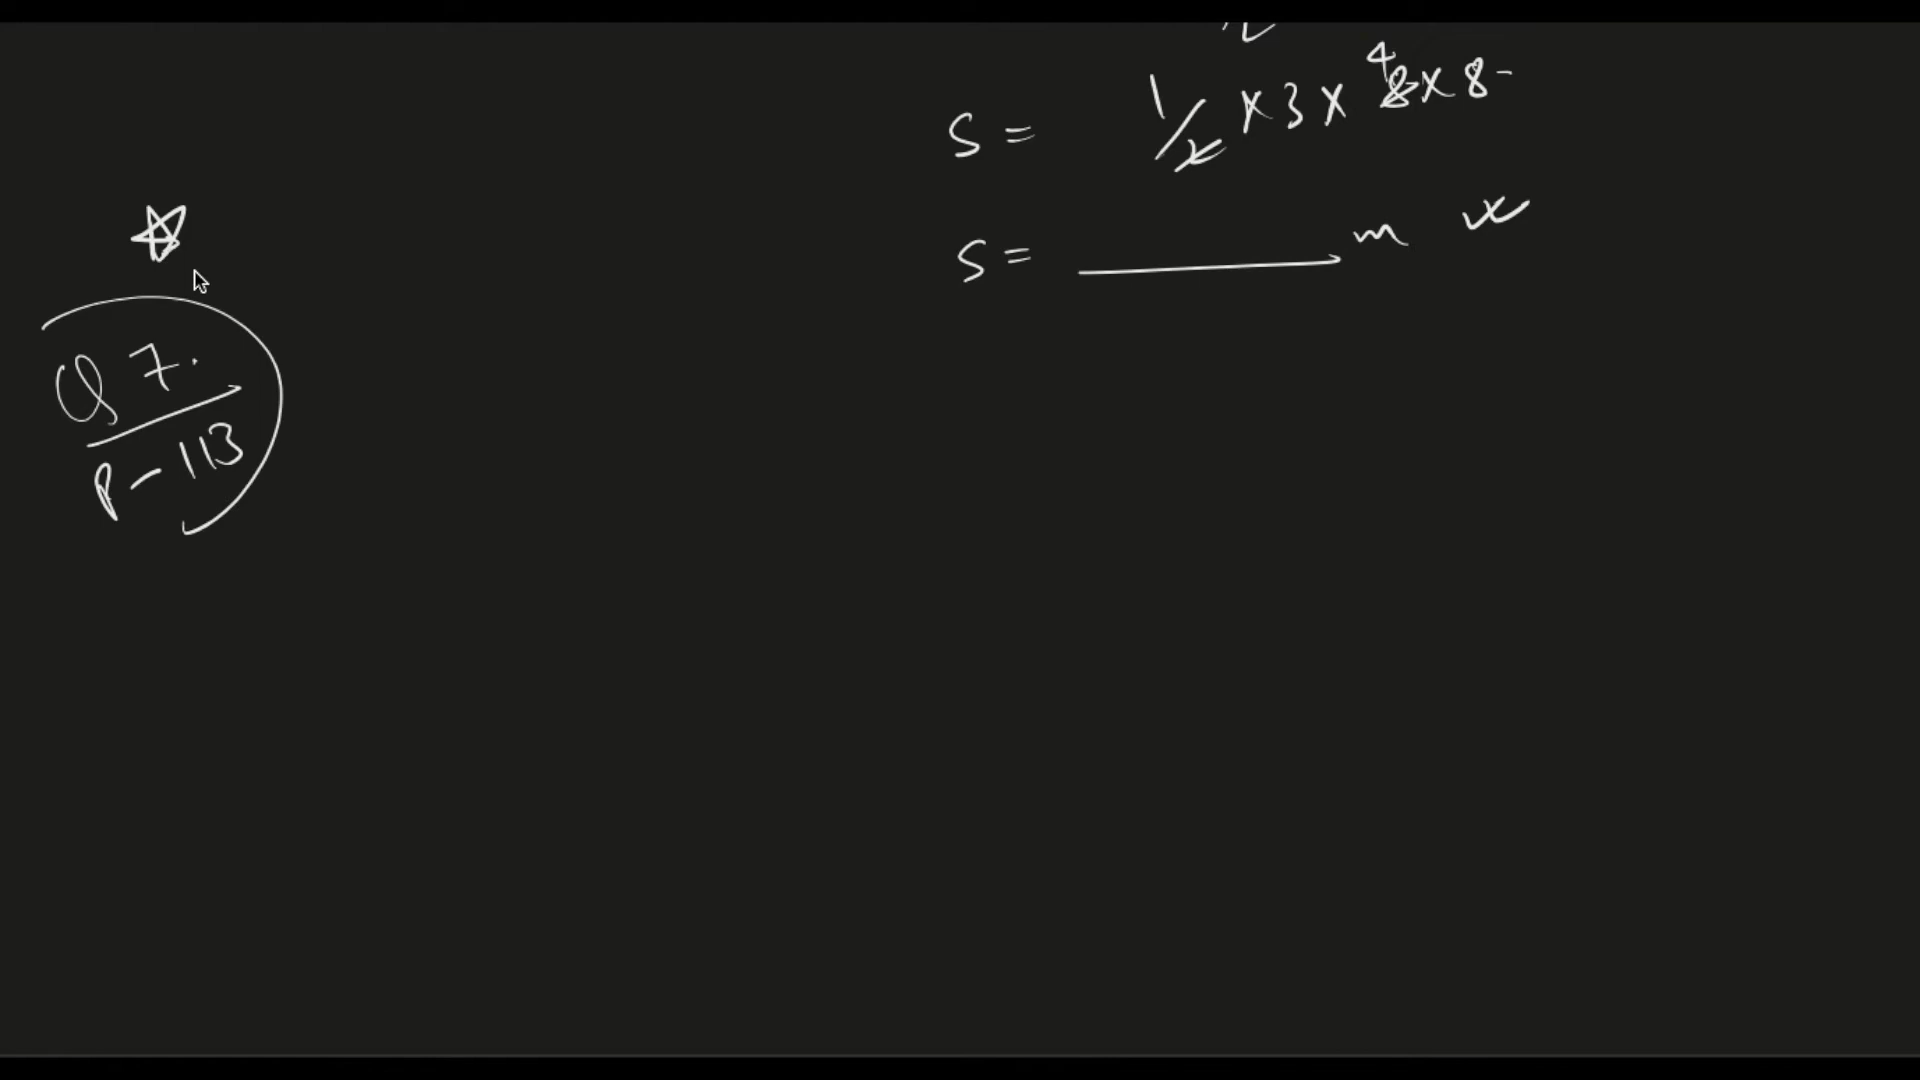 S = 1/2 x 3 x 8 x 8 4
S = ______ m
Q 7.
P - 113